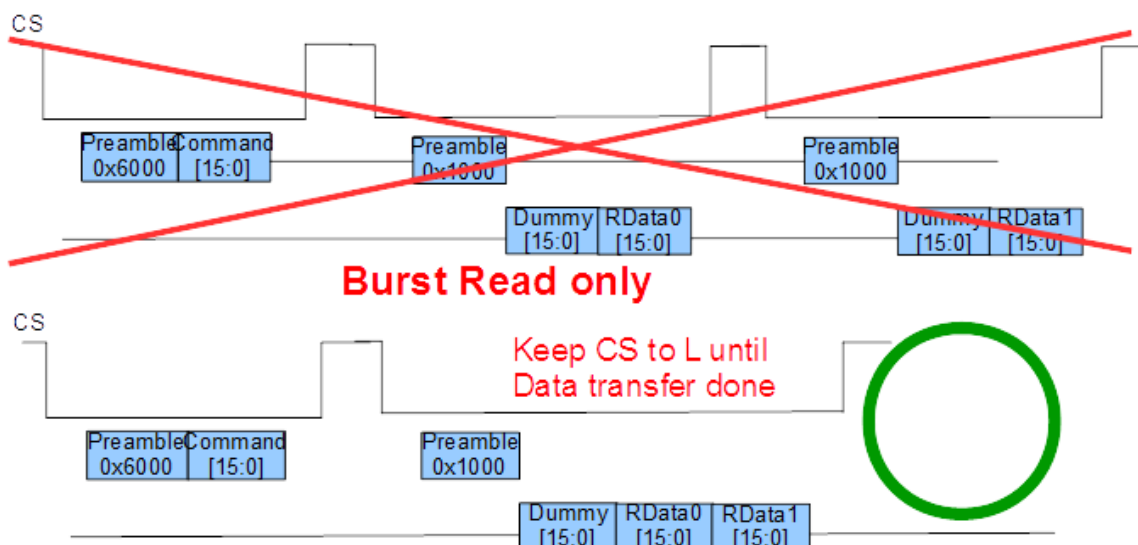 CS
Preamble Command Preamble Preamble
0x6000 [15:0] 0x1000 0x1000
Dummy RData0 Dummy RData1
[15:0] [15:0] [15:0] [15:0]
Burst Read only
CS
Keep CS to L until
Data transfer done
Preamble Command Preamble
0x6000 [15:0] 0x1000
Dummy RData0 RData1
[15:0] [15:0] [15:0]